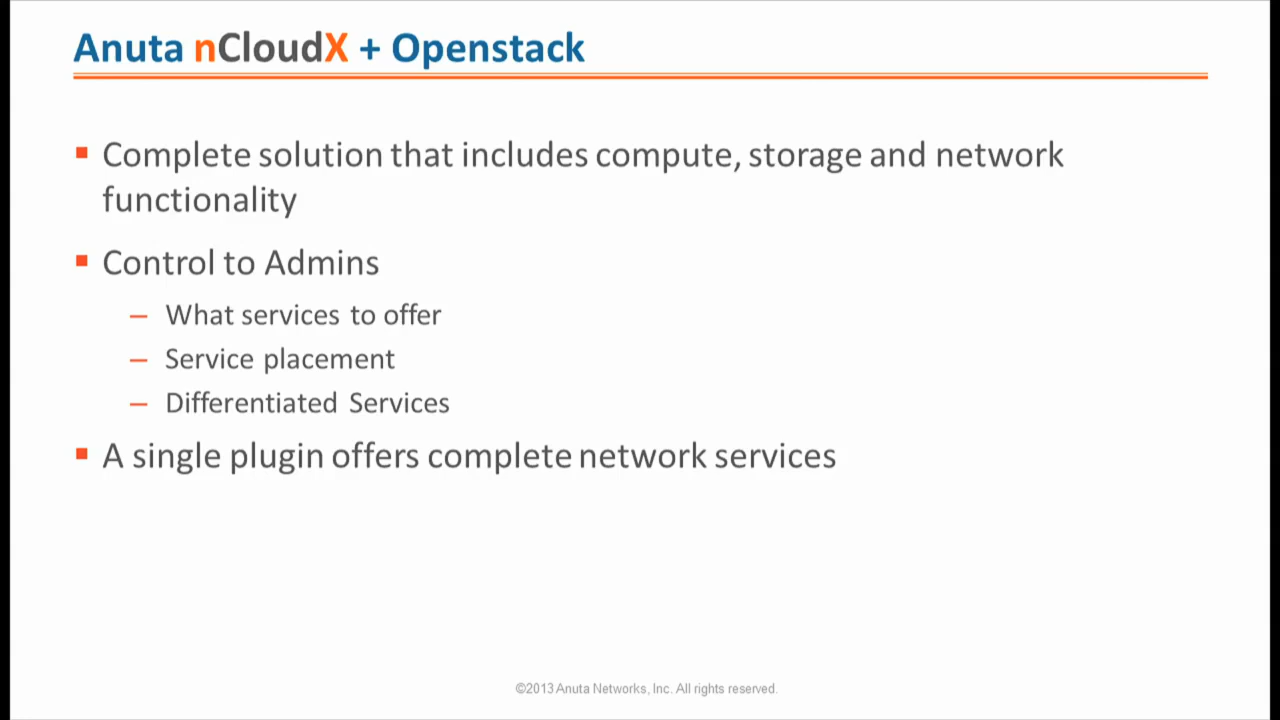 Anuta nCloudX + Openstack
Complete solution that includes compute, storage and network
functionality
Control to Admins
– What services to offer
– Service placement
– Differentiated Services
A single plugin offers complete network services
©2013 Anuta Networks, Inc. All rights reserved.